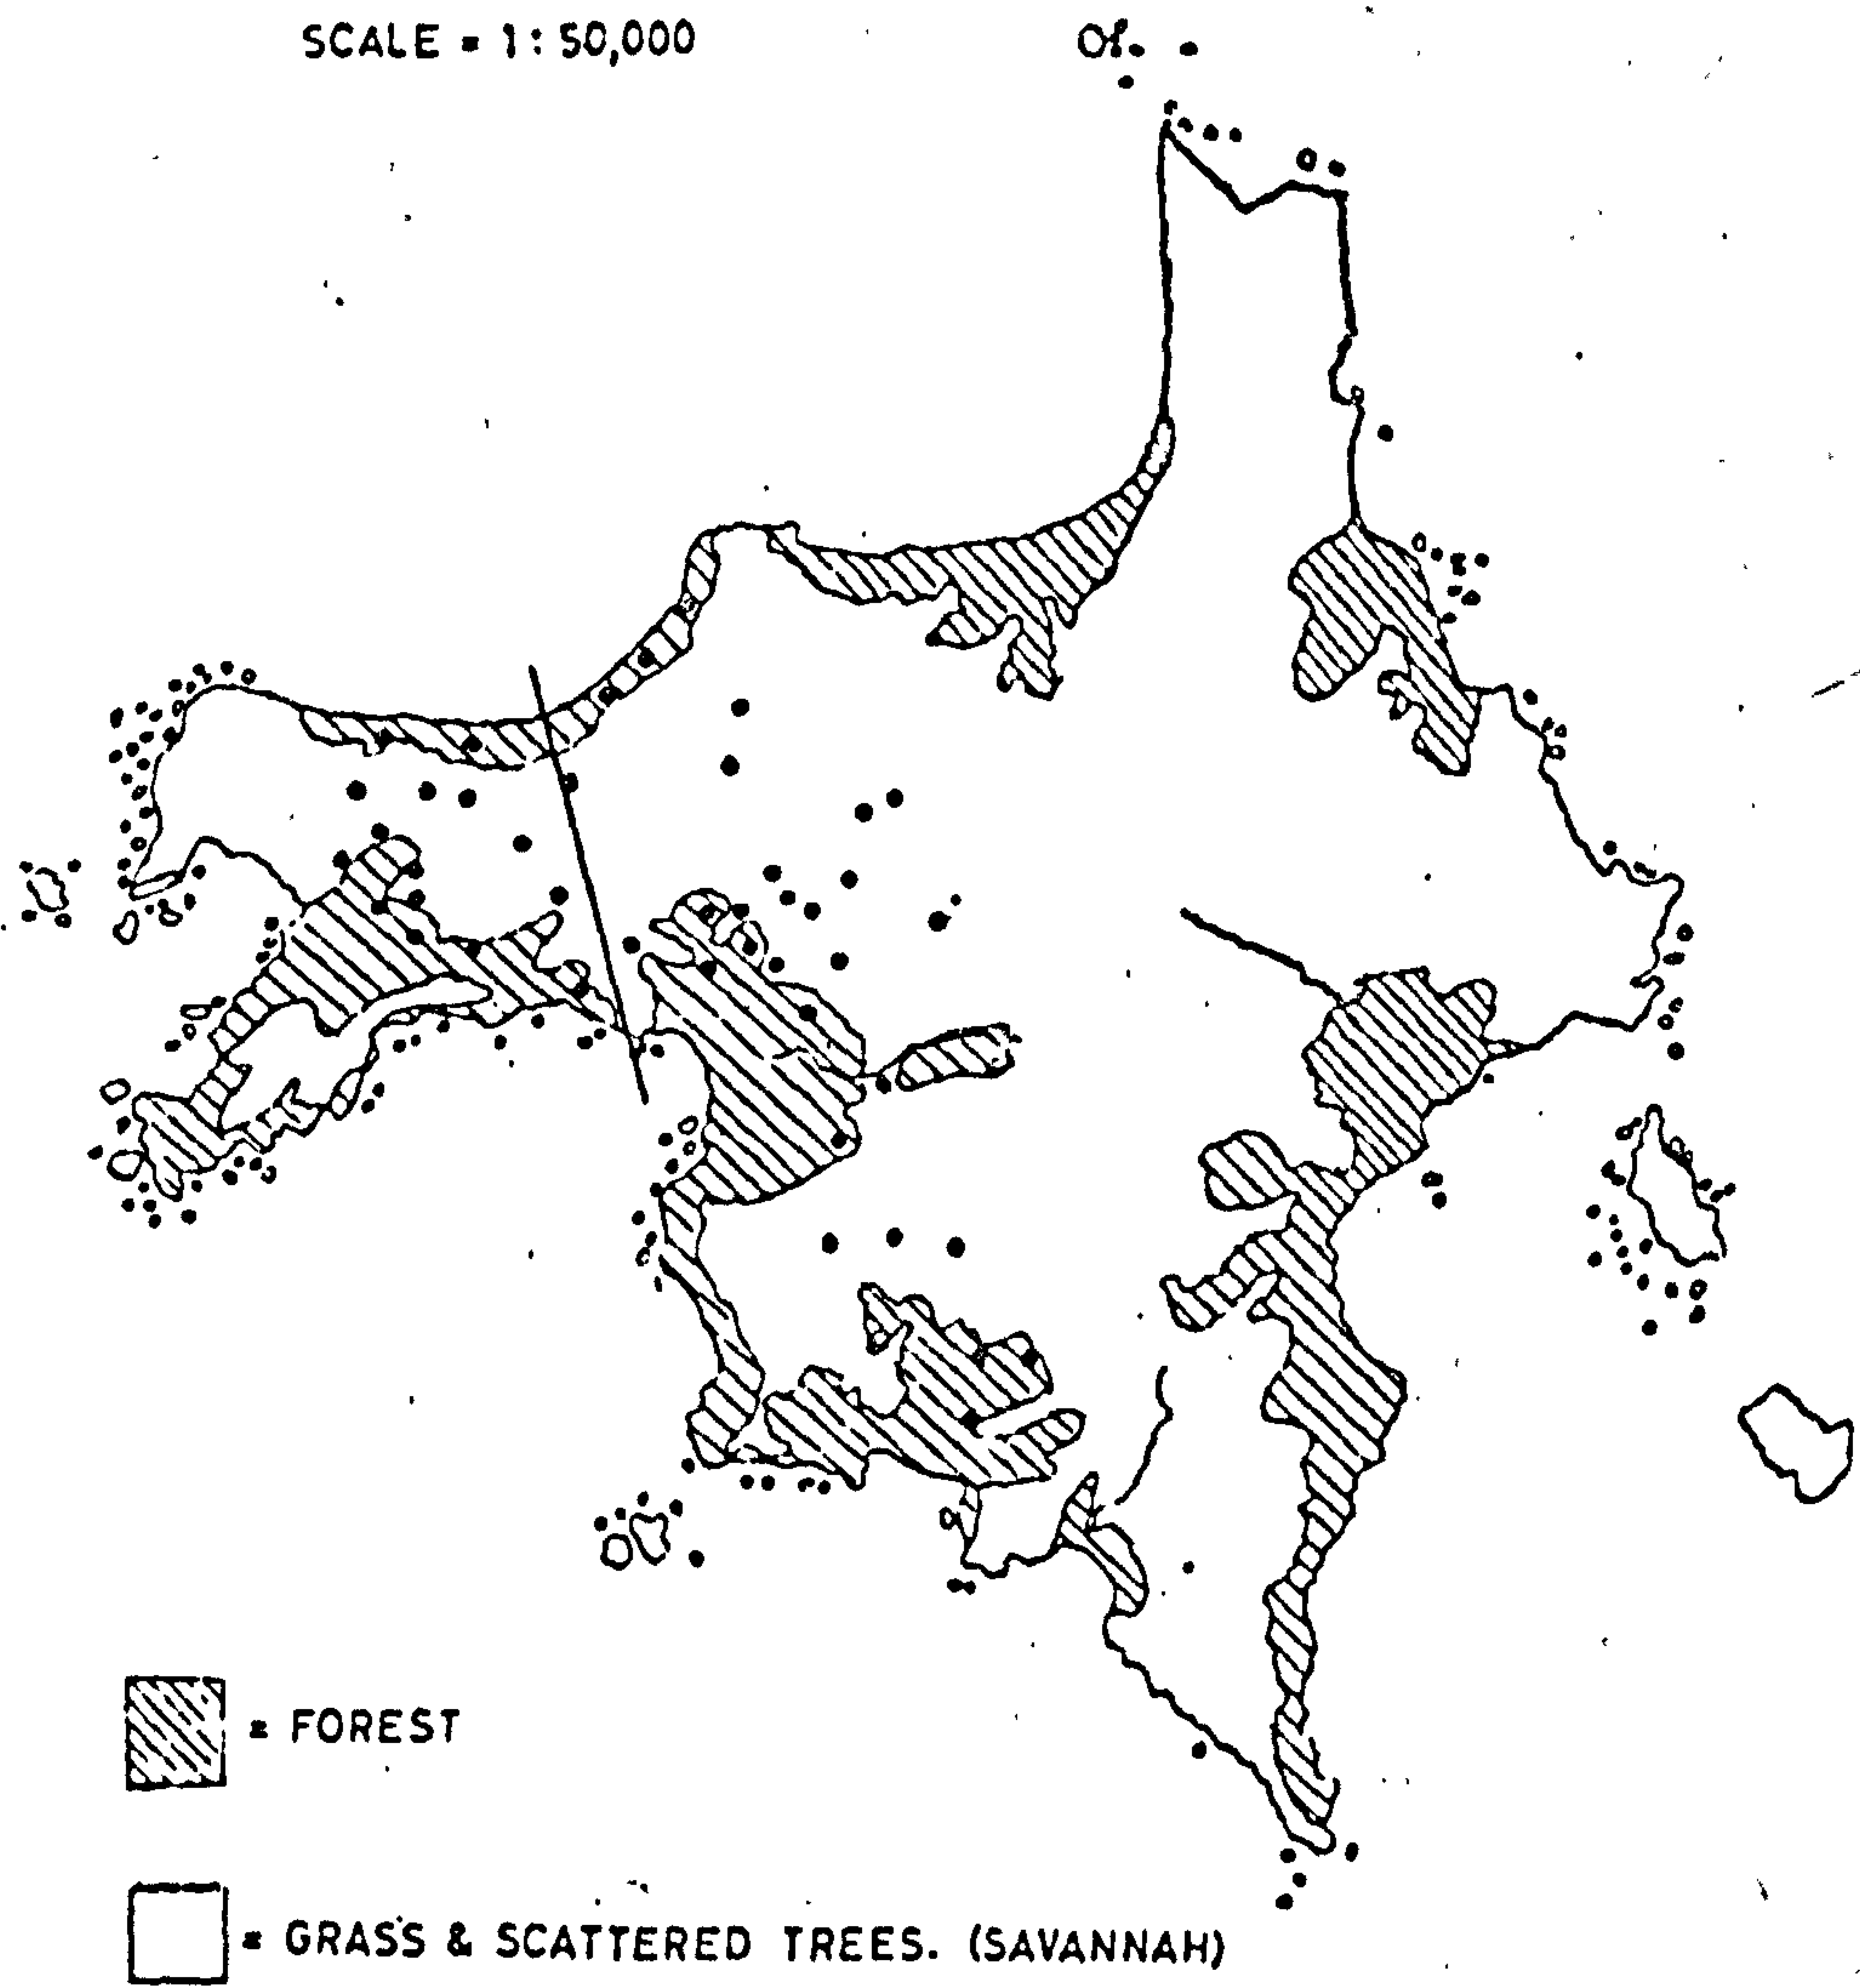 SCALE = 1:50,000
= FOREST
= GRASS & SCATTERED TREES. (SAVANNAH)